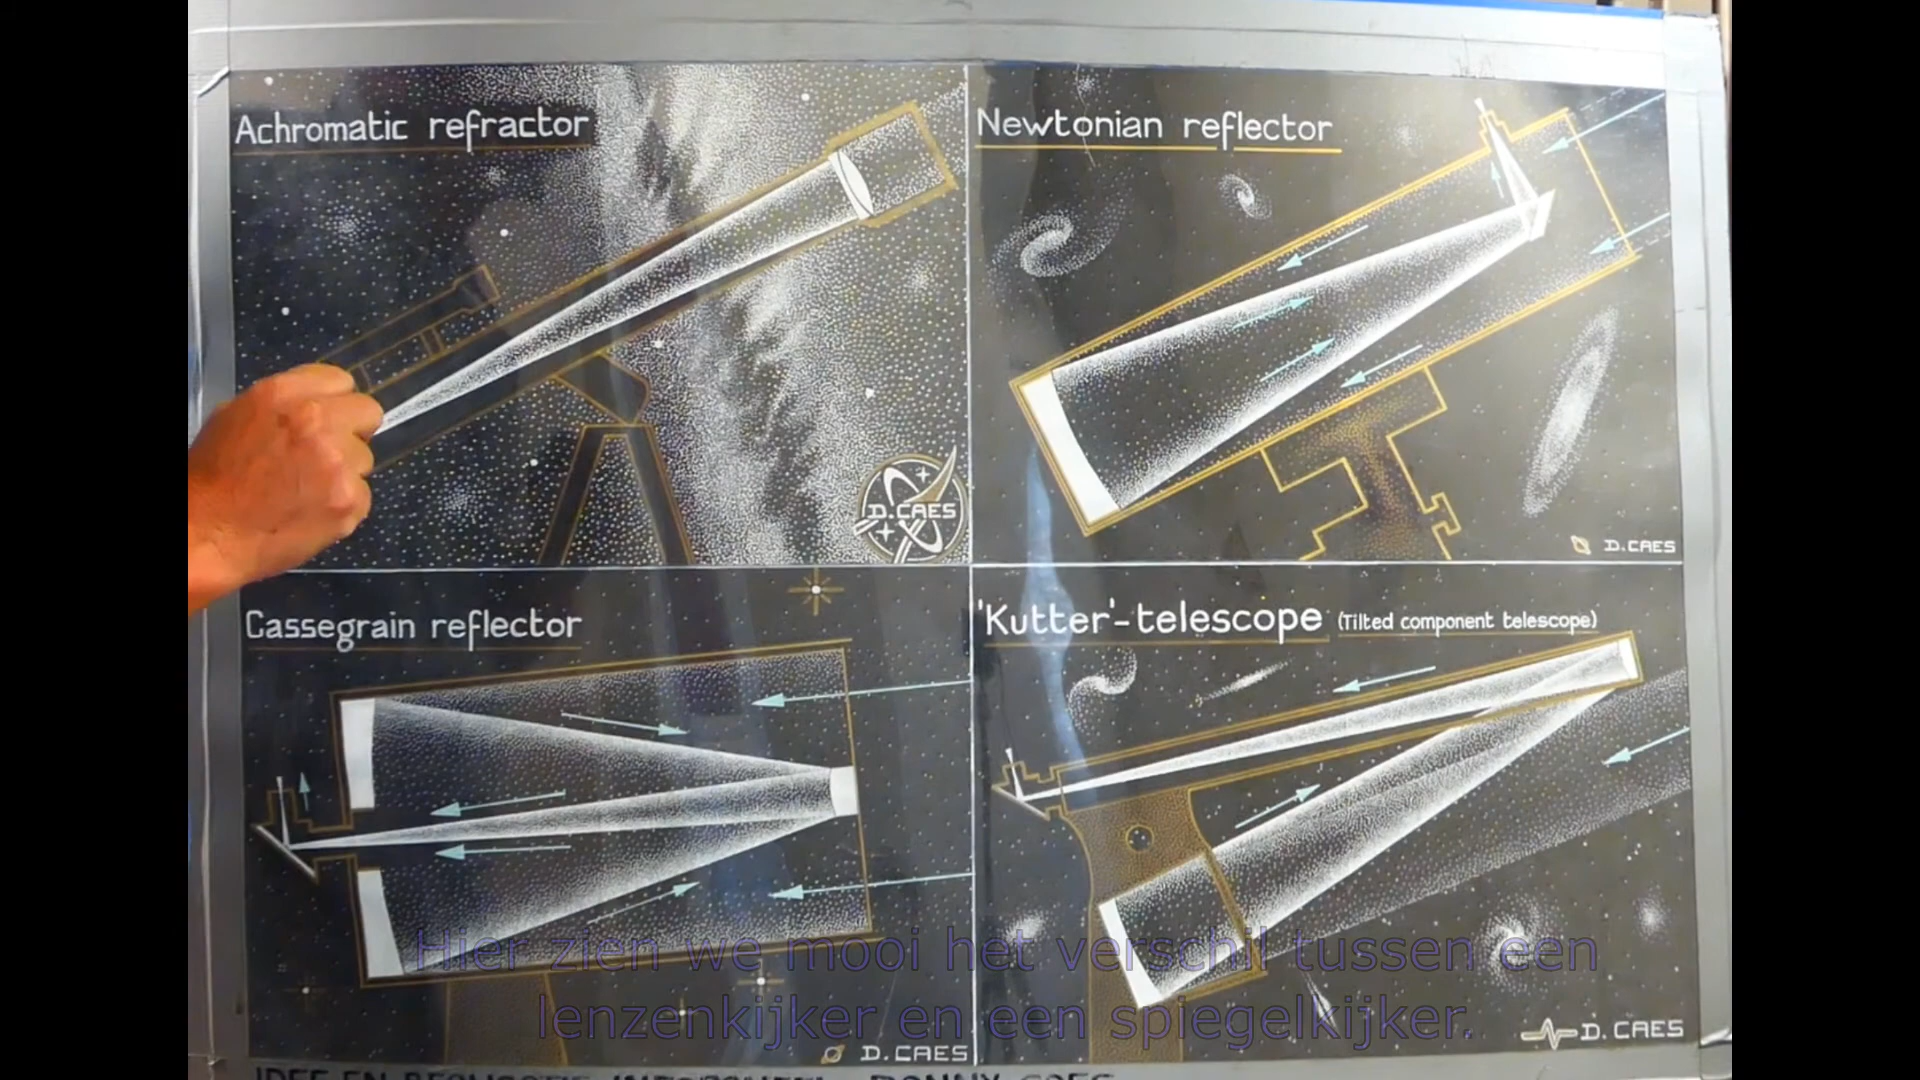 Achromatic refractor
Newtonian reflector
D.CAES
D.CAES
Cassegrain reflector
'Kutter'-telescope (Tilted component telescope)
Hier zien we mooi het verschil tussen een
lenzenkijker en een spiegelkijker.
D.CAES
D.CAES